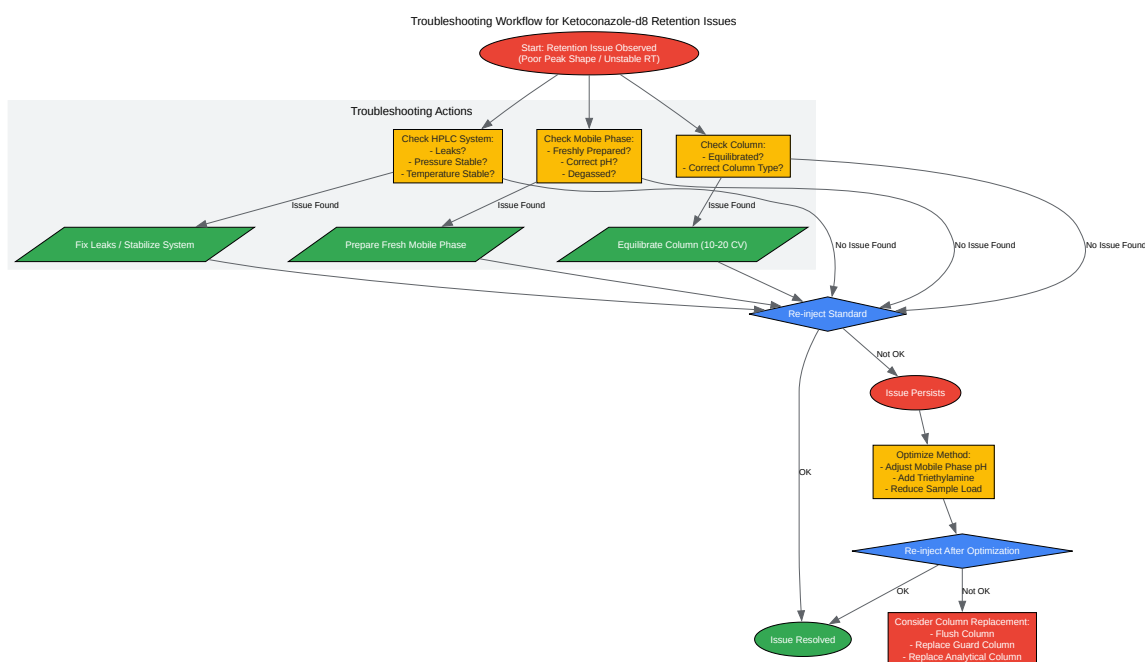 Troubleshooting Workflow for Ketoconazole-d8 Retention Issues
Start: Retention Issue Observed
(Poor Peak Shape / Unstable RT)
Troubleshooting Actions
Check HPLC System:
- Leaks?
- Pressure Stable?
- Temperature Stable?
Check Mobile Phase:
- Freshly Prepared?
- Correct pH?
- Degassed?
Check Column:
- Equilibrated?
- Correct Column Type?
Issue Found
Issue Found
Issue Found
Fix Leaks / Stabilize System
Prepare Fresh Mobile Phase
Equilibrate Column (10-20 CV)
No Issue Found
No Issue Found
No Issue Found
Re-inject Standard
Not OK
Issue Persists
Optimize Method:
- Adjust Mobile Phase pH
- Add Triethylamine
- Reduce Sample Load
OK
Re-inject After Optimization
OK
Not OK
Issue Resolved
Consider Column Replacement:
- Flush Column
- Replace Guard Column
- Replace Analytical Column